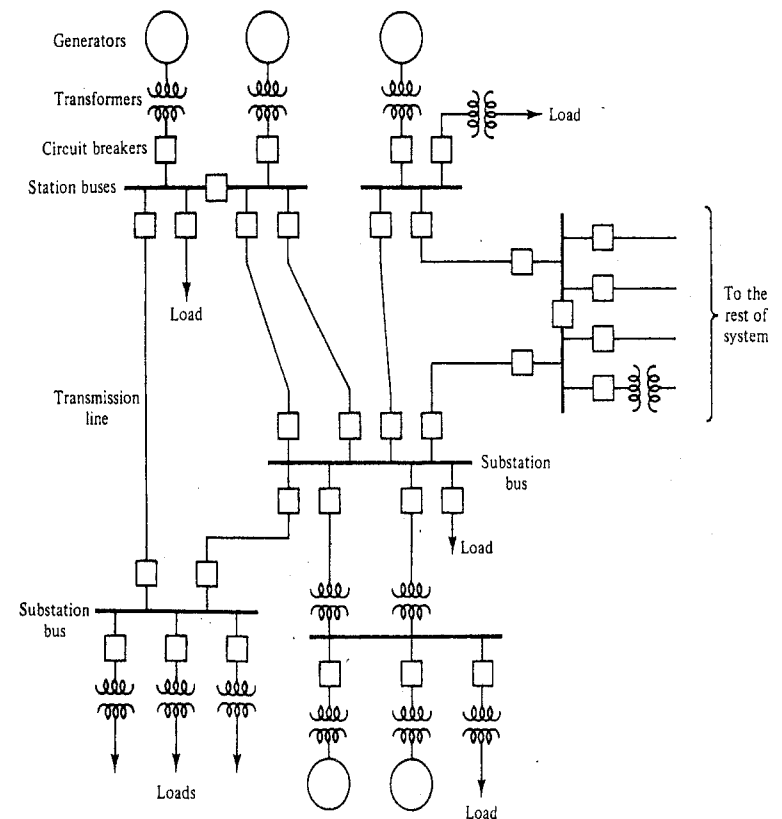 Generators
Transformers
Load
Circuit breakers
Station buses
Load
To the
rest of
system
Transmission
line
Substation
bus
Load
Substation
bus
Loads
Load